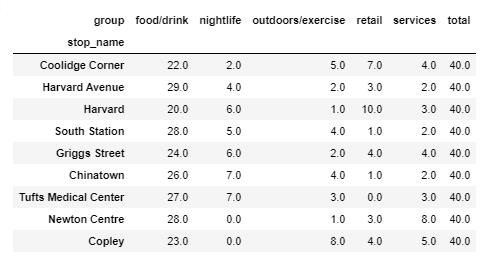 group food/drink nightlife outdoors/exercise retail services total
stop_name
Coolidge Corner 22.0 2.0 5.0 7.0 4.0 40.0
Harvard Avenue 29.0 4.0 2.0 3.0 2.0 40.0
Harvard 20.0 6.0 1.0 10.0 3.0 40.0
South Station 28.0 5.0 4.0 1.0 2.0 40.0
Griggs Street 24.0 6.0 2.0 4.0 4.0 40.0
Chinatown 26.0 7.0 4.0 1.0 2.0 40.0
Tufts Medical Center 27.0 7.0 3.0 0.0 3.0 40.0
Newton Centre 28.0 0.0 1.0 3.0 8.0 40.0
Copley 23.0 0.0 8.0 4.0 5.0 40.0